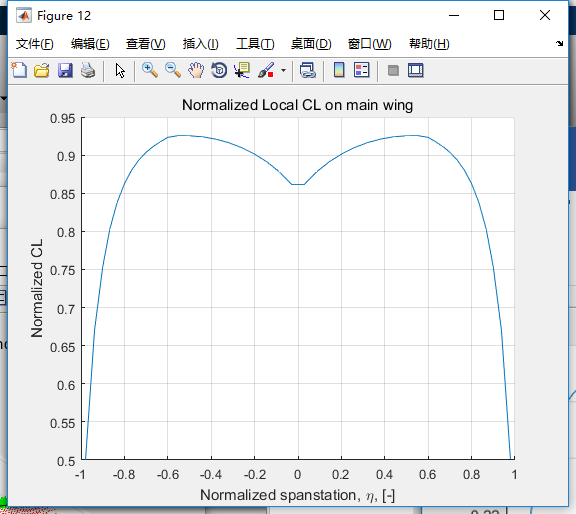 Figure 12
文件(F) 编辑(E) 查看(V) 插入(I) 工具(T) 桌面(D) 窗口(W) 帮助(H)
Normalized Local CL on main wing
0.95
0.9
0.85
0.8
0.75
0.7
0.65
0.6
0.55
0.5
Normalized CL
-1 -0.8 -0.6 -0.4 -0.2 0 0.2 0.4 0.6 0.8 1
Normalized spanstation, η, [-]